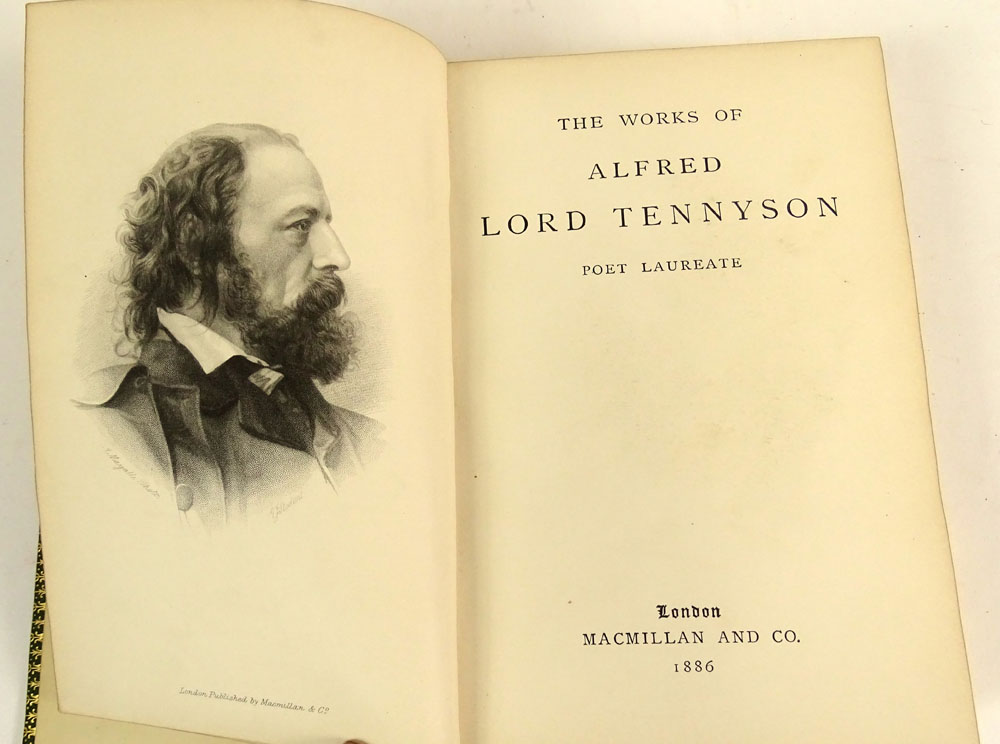 London Published by Macmillan & Co.
THE WORKS OF
ALFRED
LORD TENNYSON
POET LAUREATE
London
MACMILLAN AND CO.
1886